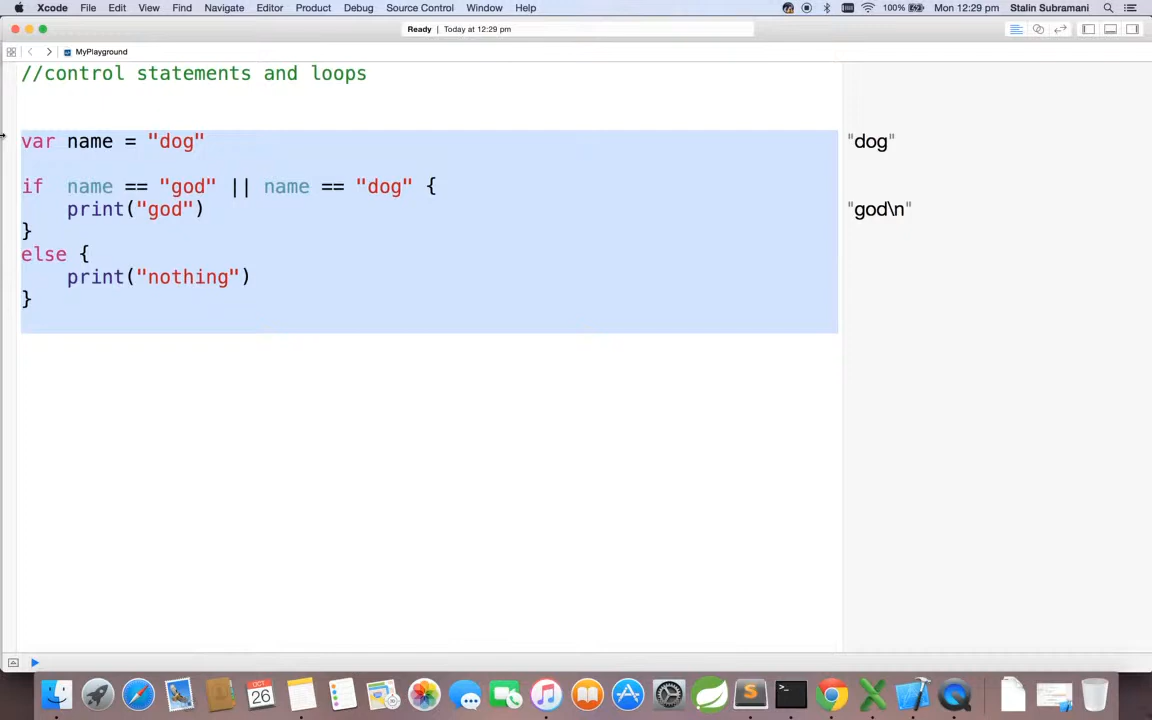 Xcode File Edit View Find Navigate Editor Product Debug Source Control Window Help 100% Mon 12:29 pm Stalin Subramani
Ready | Today at 12:29 pm
MyPlayground
//control statements and loops
var name = "dog" "dog"
if  name == "god" || name == "dog" {
    print("god") "god\n"
}
else {
    print("nothing")
}